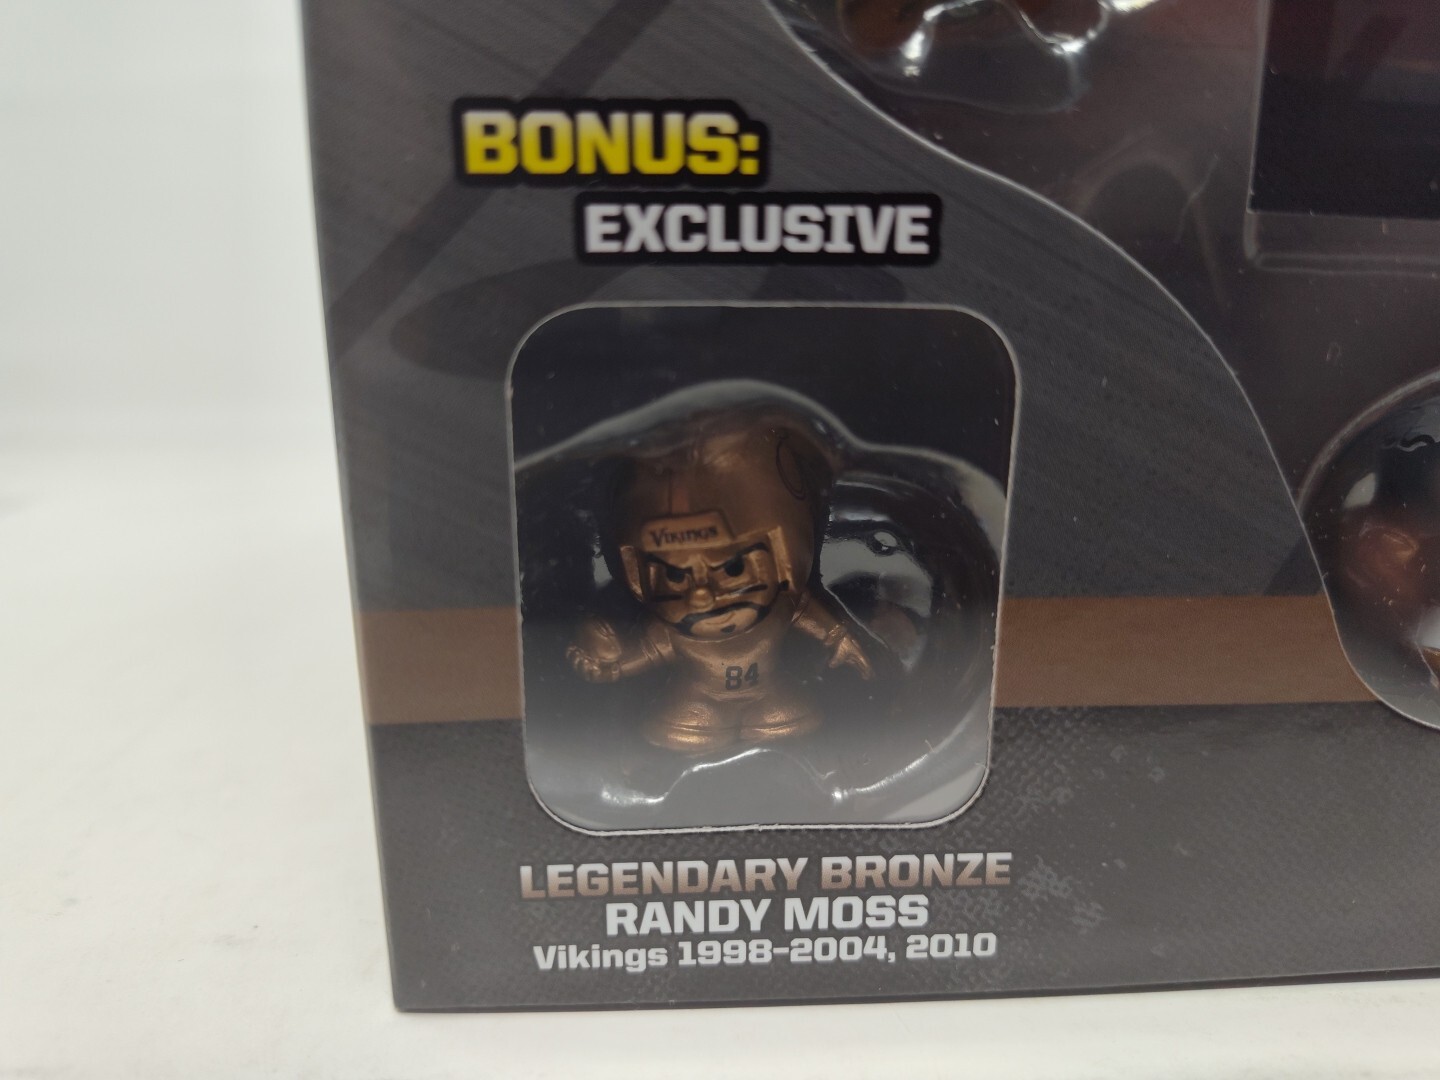 BONUS:
EXCLUSIVE
Vikings
84
LEGENDARY BRONZE
RANDY MOSS
Vikings 1998-2004, 2010